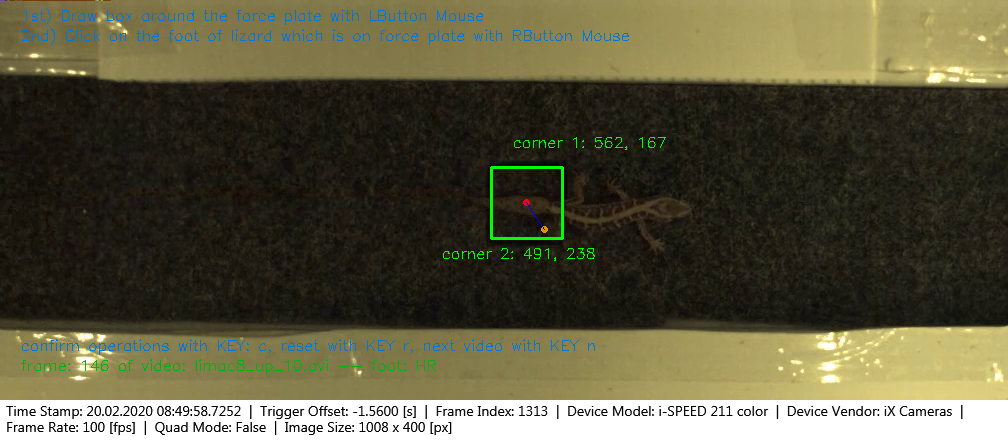 1st) Draw box around the force plate with LButton Mouse
2nd) Click on the foot of lizard which is on force plate with RButton Mouse
corner 1: 562, 167
corner 2: 491, 238
confirm operations with KEY: c, reset with KEY r, next video with KEY n
frame: 146 of video: limac8_up_10.avi -- foot: HR
Time Stamp: 20.02.2020 08:49:58.7252 | Trigger Offset: -1.5600 [s] | Frame Index: 1313 | Device Model: i-SPEED 211 color | Device Vendor: iX Cameras |
Frame Rate: 100 [fps] | Quad Mode: False | Image Size: 1008 x 400 [px]